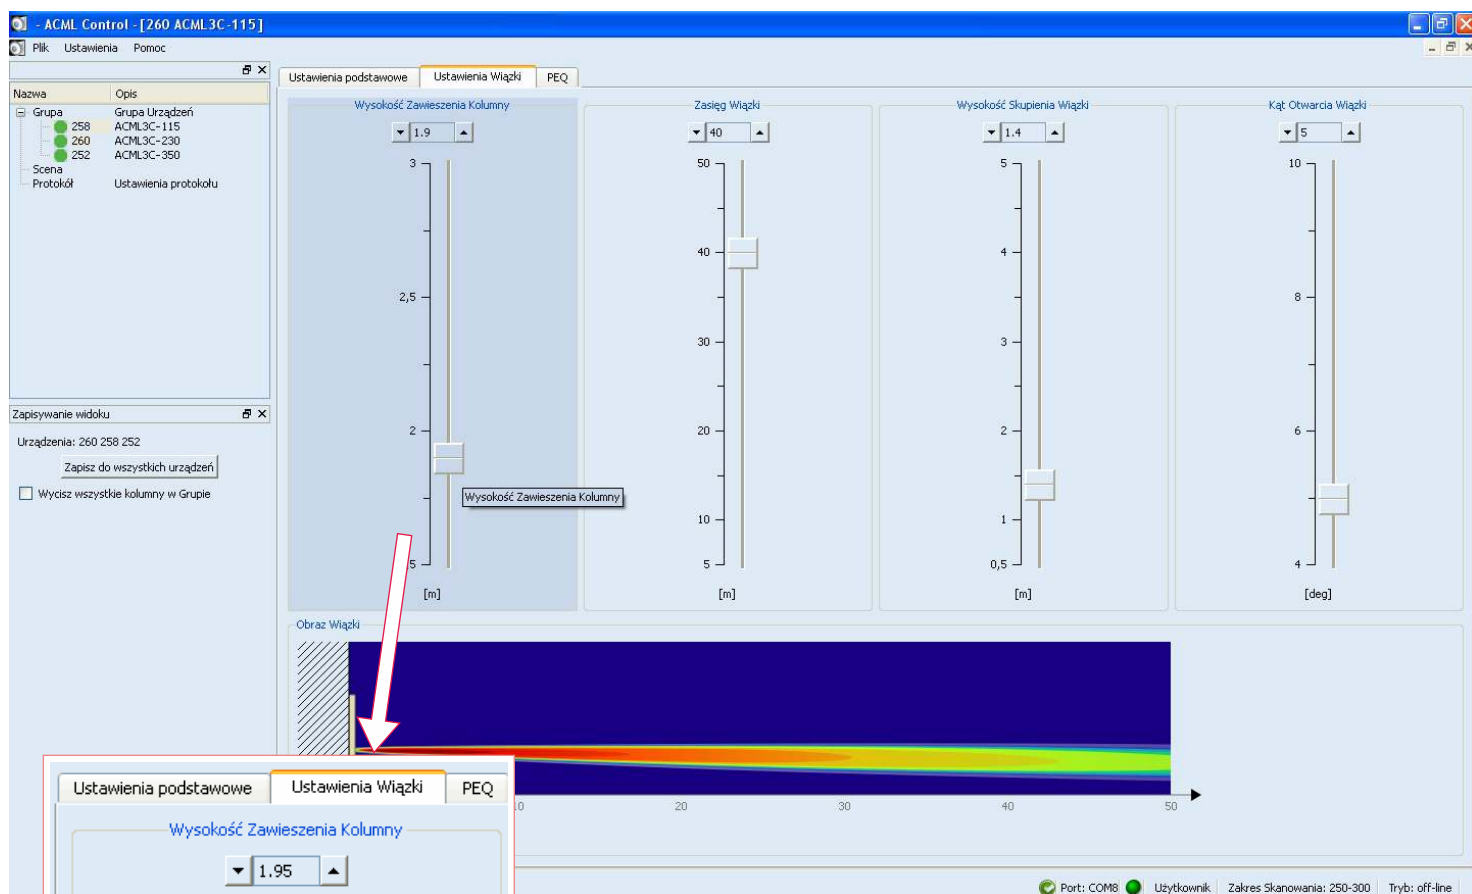 - ACML Control - [260 ACML3C-115]
Plik Ustawienia Pomoc
Nazwa Opis
Grupa Grupa Urządzeń
258 ACML3C-115
260 ACML3C-230
252 ACML3C-350
Scena
Protokół Ustawienia protokołu
Zapisywanie widoku
Urządzenia: 260 258 252
Zapisz do wszystkich urządzeń
Wycisz wszystkie kolumny w Grupie
Ustawienia podstawowe Ustawienia Wiązki PEQ
Wysokość Zawieszenia Kolumny
1.9
3
2,5
2
,5
[m]
Wysokość Zawieszenia Kolumny
Zasięg Wiązki
40
50
40
30
20
10
5
[m]
Wysokość Skupienia Wiązki
1.4
5
4
3
2
1
0,5
[m]
Kąt Otwarcia Wiązki
5
10
8
6
4
[deg]
Obraz Wiązki
10 20 30 40 50
Ustawienia podstawowe Ustawienia Wiązki PEQ
Wysokość Zawieszenia Kolumny
1.95
Port: COM8 Użytkownik Zakres Skanowania: 250-300 Tryb: off-line